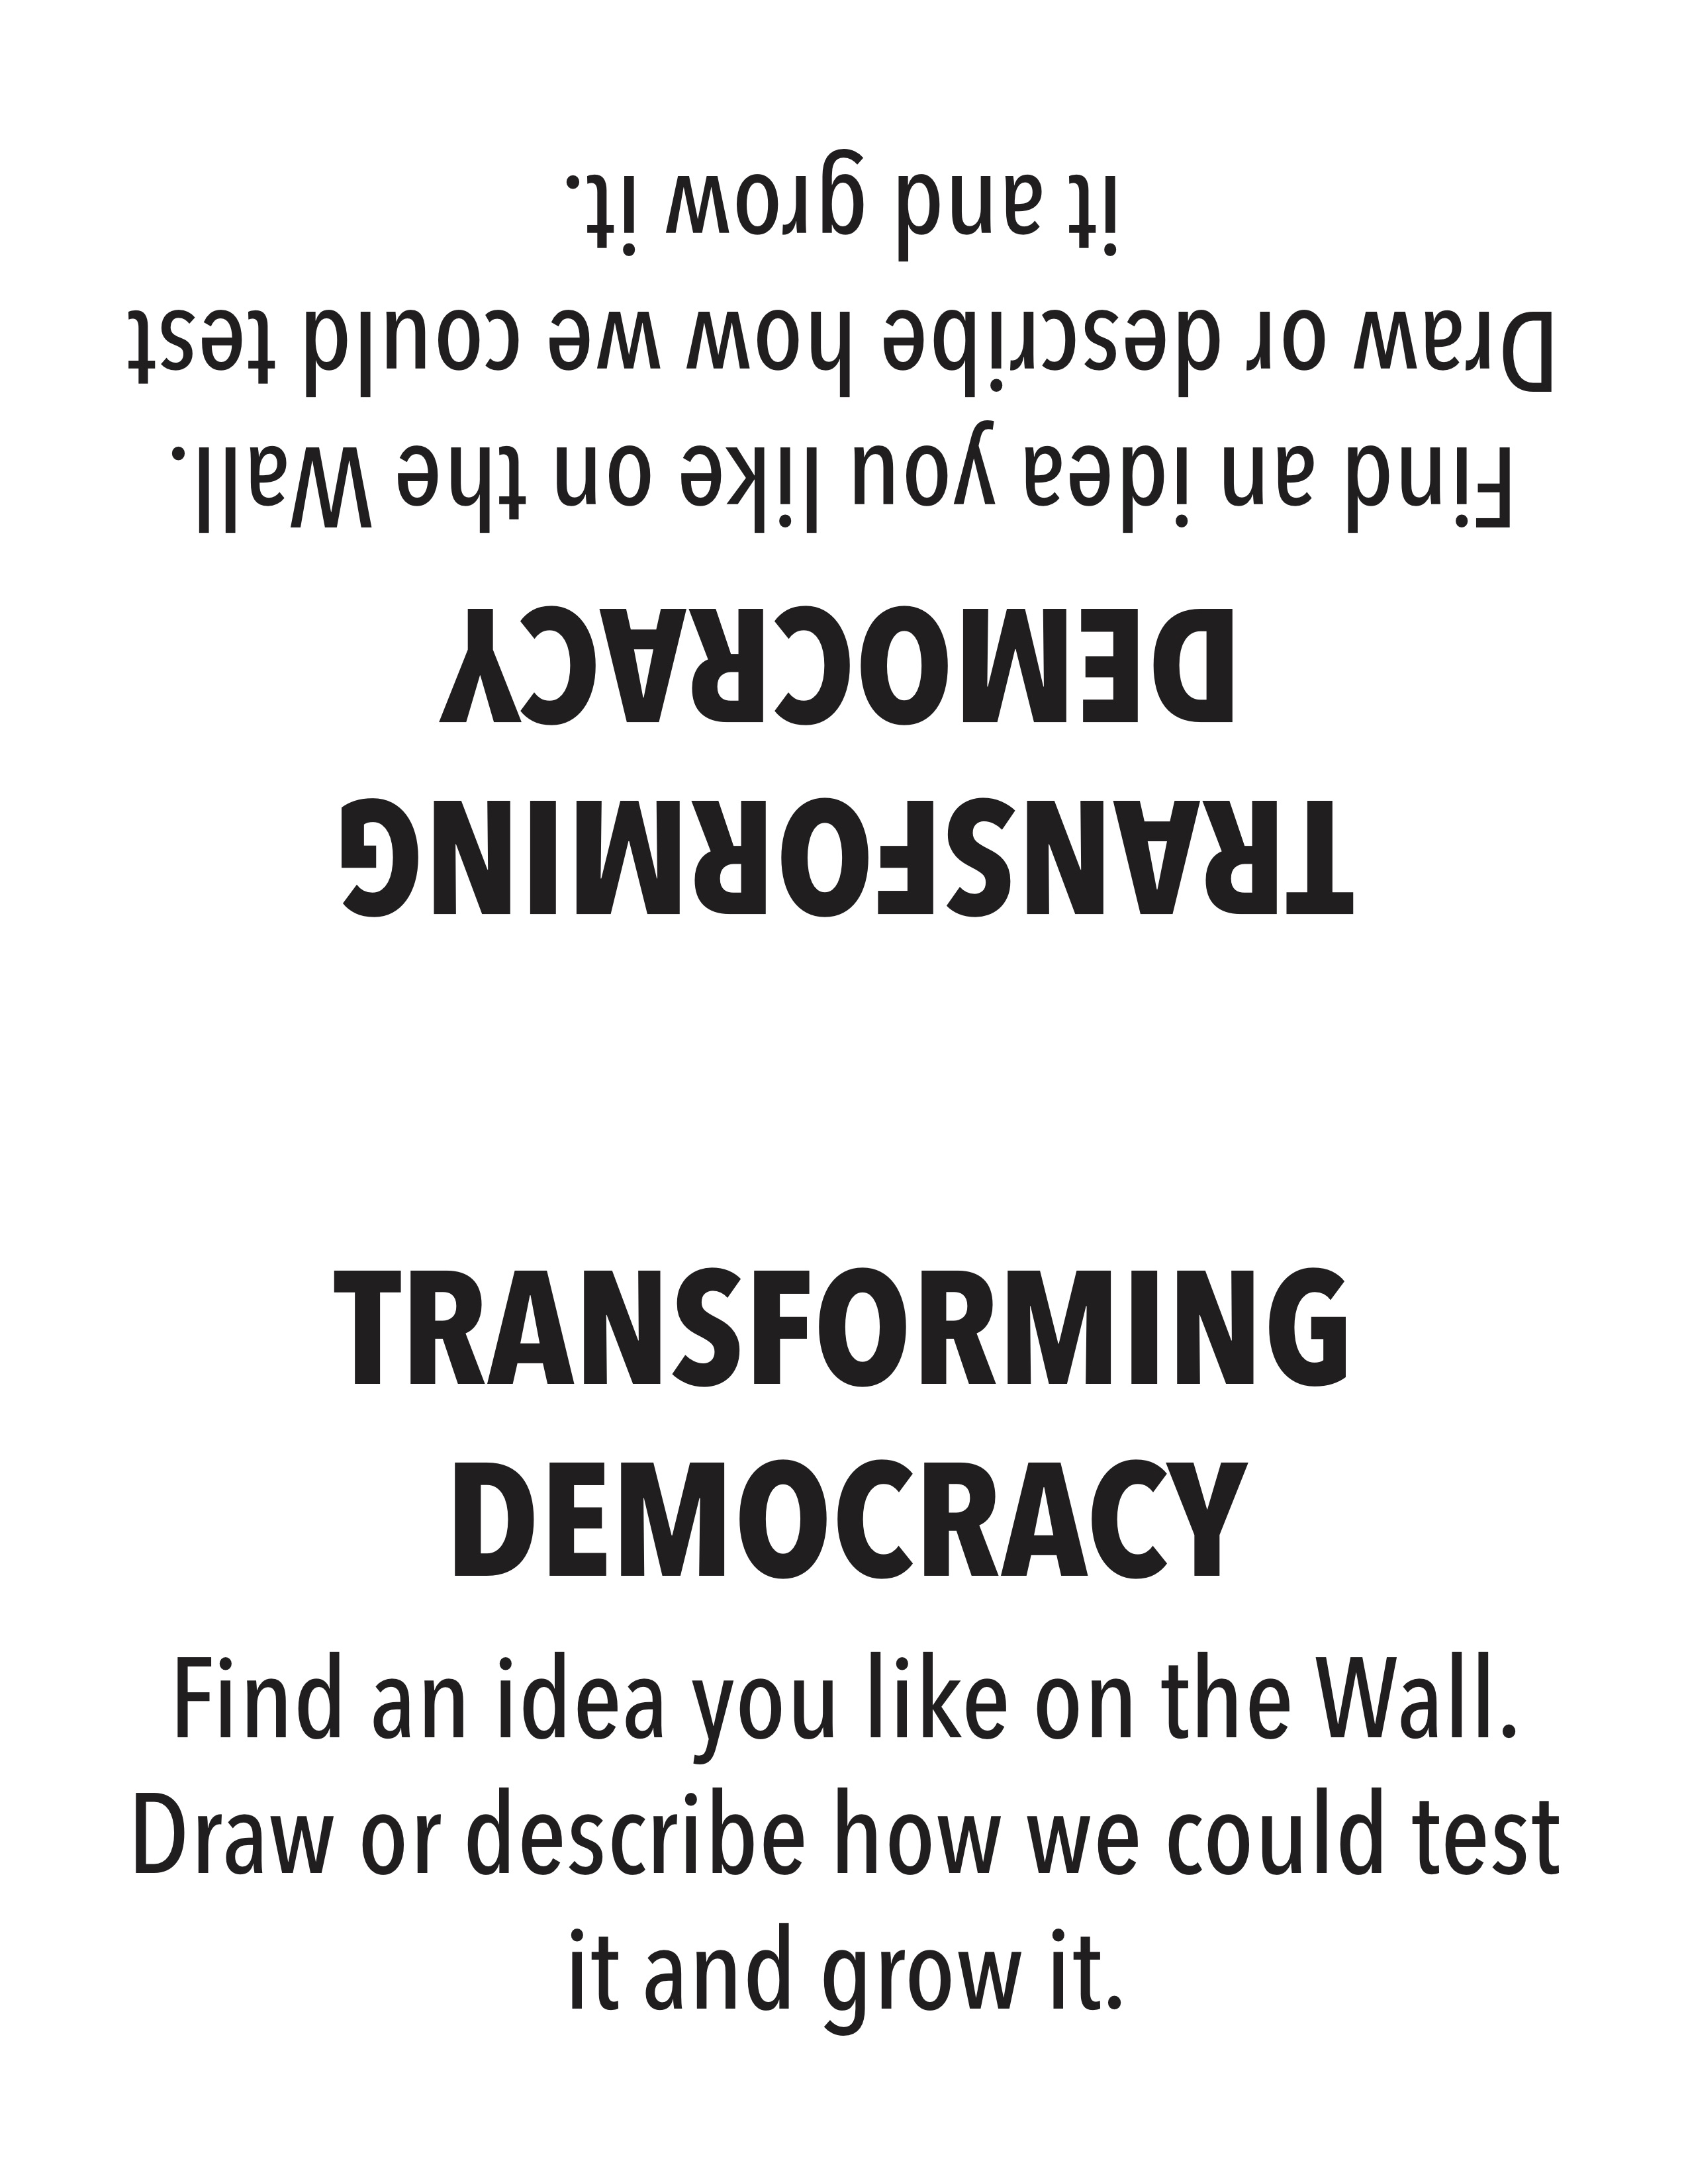 TRANSFORMING
DEMOCRACY
Find an idea you like on the Wall.
Draw or describe how we could test
it and grow it.
TRANSFORMING
DEMOCRACY
Find an idea you like on the Wall.
Draw or describe how we could test
it and grow it.